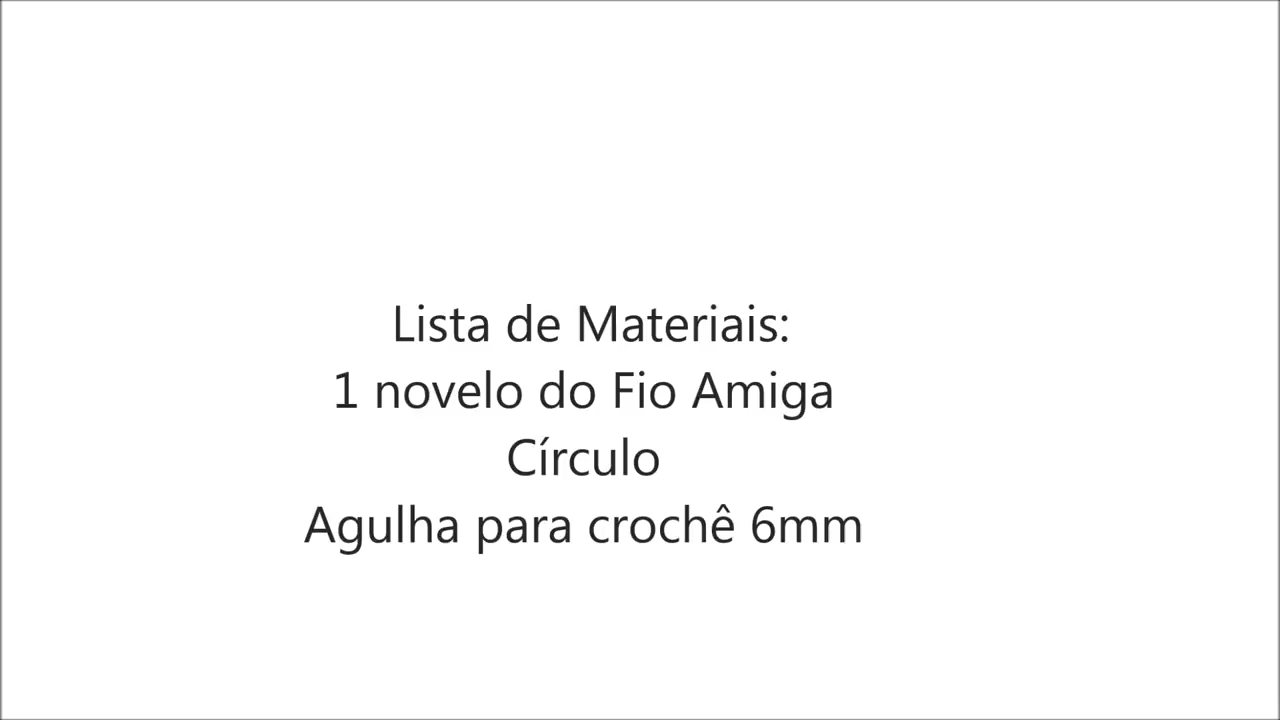 Lista de Materiais:
1 novelo do Fio Amiga
Círculo
Agulha para crochê 6mm